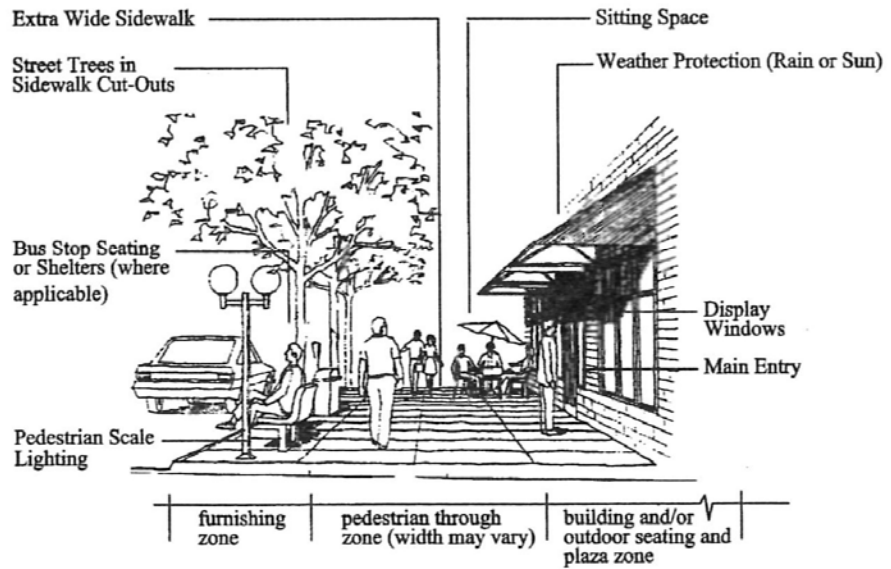 Extra Wide Sidewalk
Sitting Space
Street Trees in
Sidewalk Cut-Outs
Weather Protection (Rain or Sun)
Bus Stop Seating
or Shelters (where
applicable)
Display
Windows
Main Entry
Pedestrian Scale
Lighting
furnishing
zone
pedestrian through
zone (width may vary)
building and/or
outdoor seating and
plaza zone